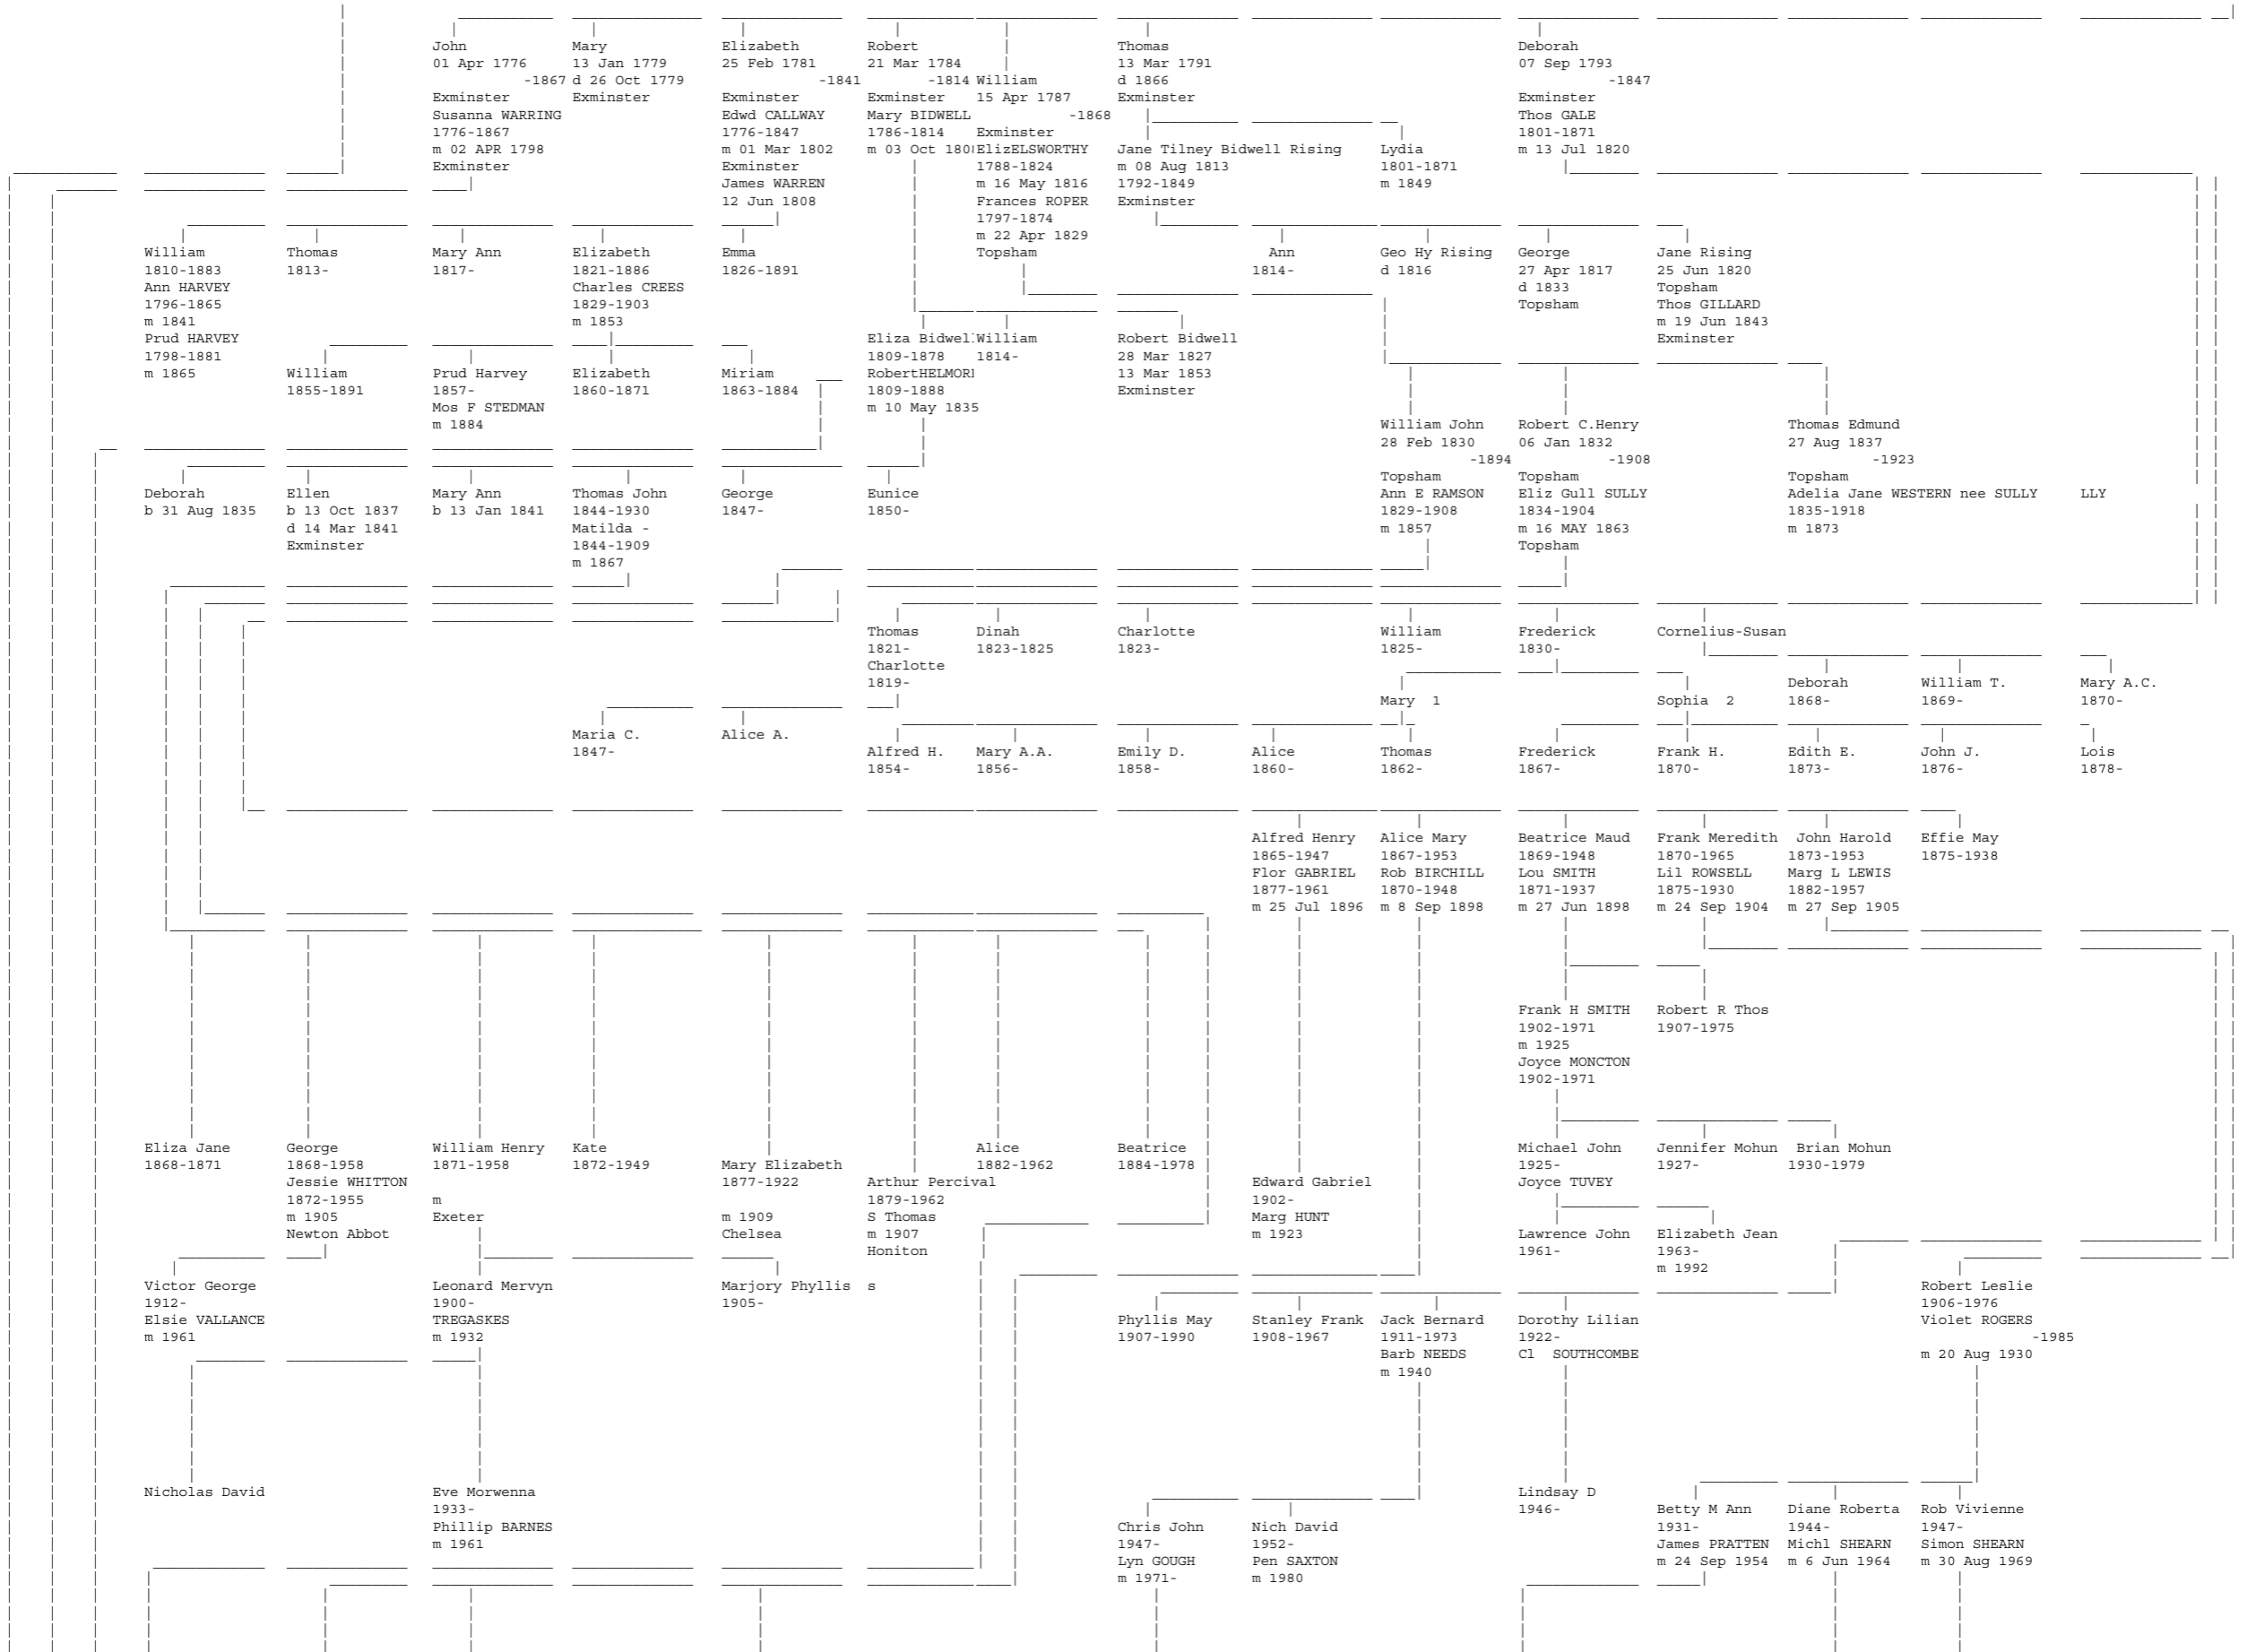 John
01 Apr 1776
-1867
Exminster
Susanna WARRING
1776-1867
m 02 APR 1798
Exminster
Mary
13 Jan 1779
d 26 Oct 1779
Exminster
Elizabeth
25 Feb 1781
-1841
Exminster
Edwd CALLWAY
1776-1847
m 01 Mar 1802
Exminster
James WARREN
12 Jun 1808
Robert
21 Mar 1784
-1814
Exminster
Mary BIDWELL
1786-1814
m 03 Oct
William
15 Apr 1787
-1868
Exminster
ElizELSWORTHY
1788-1824
m 16 May 1816
Frances ROPER
1797-1874
m 22 Apr 1829
Topsham
Thomas
13 Mar 1791
d 1866
Exminster
Jane Tilney Bidwell Rising
m 08 Aug 1813
1792-1849
Exminster
Lydia
1801-1871
m 1849
Deborah
07 Sep 1793
-1847
Exminster
Thos GALE
1801-1871
m 13 Jul 1820
William
1810-1883
Ann HARVEY
1796-1865
m 1841
Prud HARVEY
1798-1881
m 1865
Thomas
1813-
Mary Ann
1817-
Elizabeth
1821-1886
Charles CREES
1829-1903
m 1853
Emma
1826-1891
Ann
1814-
Geo Hy Rising
d 1816
George
27 Apr 1817
d 1833
Topsham
Jane Rising
25 Jun 1820
Topsham
Thos GILLARD
m 19 Jun 1843
Exminster
William
1855-1891
Prud Harvey
1857-
Mos F STEDMAN
m 1884
Elizabeth
1860-1871
Miriam
1863-1884
Eliza Bidwel
1809-1878
RobertHELMOR
1809-1888
m 10 May 1835
William
1814-
Robert Bidwell
28 Mar 1827
13 Mar 1853
Exminster
William John
28 Feb 1830
-1894
Topsham
Ann E RAMSON
1829-1908
m 1857
Robert C.Henry
06 Jan 1832
-1908
Topsham
Eliz Gull SULLY
1834-1904
m 16 MAY 1863
Topsham
Thomas Edmund
27 Aug 1837
-1923
Topsham
Adelia Jane WESTERN nee SULLY LLY
1835-1918
m 1873
Deborah
b 31 Aug 1835
Ellen
b 13 Oct 1837
d 14 Mar 1841
Exminster
Mary Ann
b 13 Jan 1841
Thomas John
1844-1930
Matilda -
1844-1909
m 1867
George
1847-
Eunice
1850-
Thomas
1821-
Charlotte
1819-
Dinah
1823-1825
Charlotte
1823-
William
1825-
Frederick
1830-
Cornelius-Susan
Mary 1
Sophia 2
Deborah
1868-
William T.
1869-
Mary A.C.
1870-
Maria C.
1847-
Alice A.
Alfred H.
1854-
Mary A.A.
1856-
Emily D.
1858-
Alice
1860-
Thomas
1862-
Frederick
1867-
Frank H.
1870-
Edith E.
1873-
John J.
1876-
Lois
1878-
Alfred Henry
1865-1947
Flor GABRIEL
1877-1961
m 25 Jul 1896
Alice Mary
1867-1953
Rob BIRCHILL
1870-1948
m 8 Sep 1898
Beatrice Maud
1869-1948
Lou SMITH
1871-1937
m 27 Jun 1898
Frank Meredith
1870-1965
Lil ROWSELL
1875-1930
m 24 Sep 1904
John Harold
1873-1953
Marg L LEWIS
1882-1957
m 27 Sep 1905
Effie May
1875-1938
Frank H SMITH
1902-1971
m 1925
Joyce MONCTON
1902-1971
Robert R Thos
1907-1975
Eliza Jane
1868-1871
George
1868-1958
Jessie WHITTON
1872-1955
m 1905
Newton Abbot
William Henry
1871-1958
m
Exeter
Kate
1872-1949
Mary Elizabeth
1877-1922
m 1909
Chelsea
Arthur Percival
1879-1962
S Thomas
m 1907
Honiton
Alice
1882-1962
Beatrice
1884-1978
Edward Gabriel
1902-
Marg HUNT
m 1923
Michael John
1925-
Joyce TUVEY
Jennifer Mohun
1927-
Brian Mohun
1930-1979
Lawrence John
1961-
Elizabeth Jean
1963-
m 1992
Victor George
1912-
Elsie VALLANCE
m 1961
Leonard Mervyn
1900-
TREGASKES
m 1932
Marjory Phyllis s
1905-
Phyllis May
1907-1990
Stanley Frank
1908-1967
Jack Bernard
1911-1973
Barb NEEDS
m 1940
Dorothy Lilian
1922-
Cl SOUTHCOMBE
Robert Leslie
1906-1976
Violet ROGERS
-1985
m 20 Aug 1930
Nicholas David
Eve Morwenna
1933-
Phillip BARNES
m 1961
Chris John
1947-
Lyn GOUGH
m 1971-
Nich David
1952-
Pen SAXTON
m 1980
Lindsay D
1946-
Betty M Ann
1931-
James PRATTEN
m 24 Sep 1954
Diane Roberta
1944-
Michl SHEARN
m 6 Jun 1964
Rob Vivienne
1947-
Simon SHEARN
m 30 Aug 1969